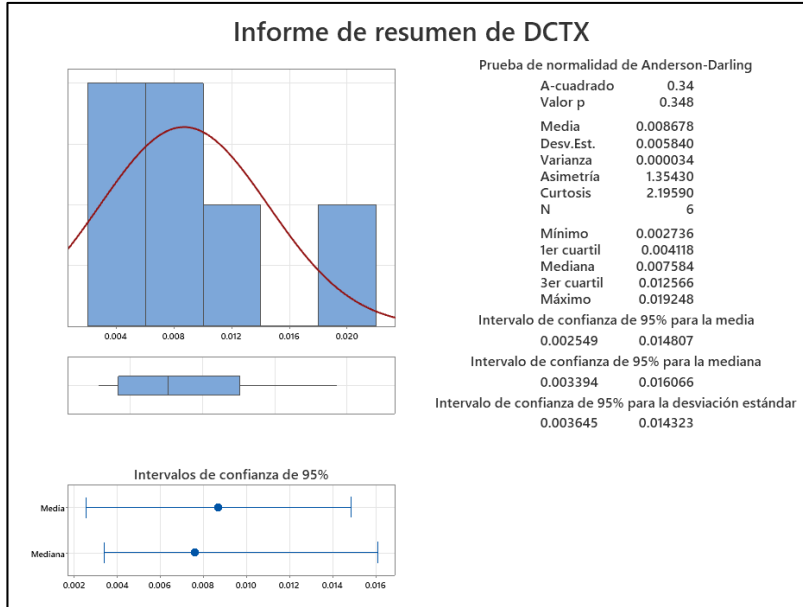 Informe de resumen de DCTX
0.004 0.008 0.012 0.016 0.020
Intervalos de confianza de 95%
Media
Mediana
0.002 0.004 0.006 0.008 0.010 0.012 0.014 0.016
Prueba de normalidad de Anderson-Darling
A-cuadrado 0.34
Valor p 0.348
Media 0.008678
Desv.Est. 0.005840
Varianza 0.000034
Asimetría 1.35430
Curtosis 2.19590
N 6
Mínimo 0.002736
1er cuartil 0.004118
Mediana 0.007584
3er cuartil 0.012566
Máximo 0.019248
Intervalo de confianza de 95% para la media
0.002549 0.014807
Intervalo de confianza de 95% para la mediana
0.003394 0.016066
Intervalo de confianza de 95% para la desviación estándar
0.003645 0.014323